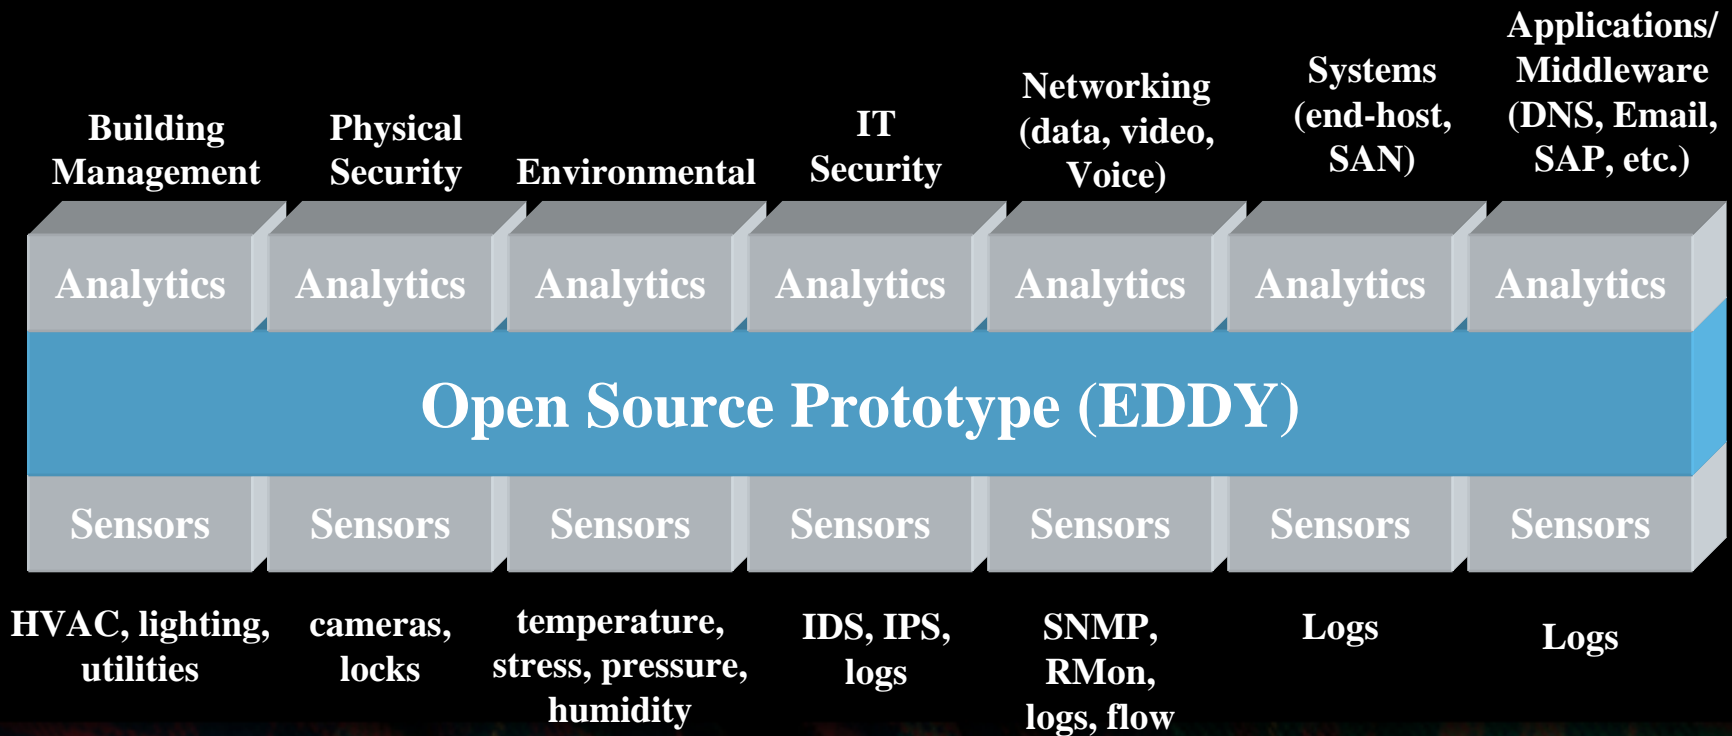 Building
Management
Physical
Security
Environmental
IT
Security
Networking
(data, video,
Voice)
Systems
(end-host,
SAN)
Applications/
Middleware
(DNS, Email,
SAP, etc.)
Analytics
Analytics
Analytics
Analytics
Analytics
Analytics
Analytics
Open Source Prototype (EDDY)
Sensors
Sensors
Sensors
Sensors
Sensors
Sensors
Sensors
HVAC, lighting,
utilities
cameras,
locks
temperature,
stress, pressure,
humidity
IDS, IPS,
logs
SNMP,
RMon,
logs, flow
Logs
Logs